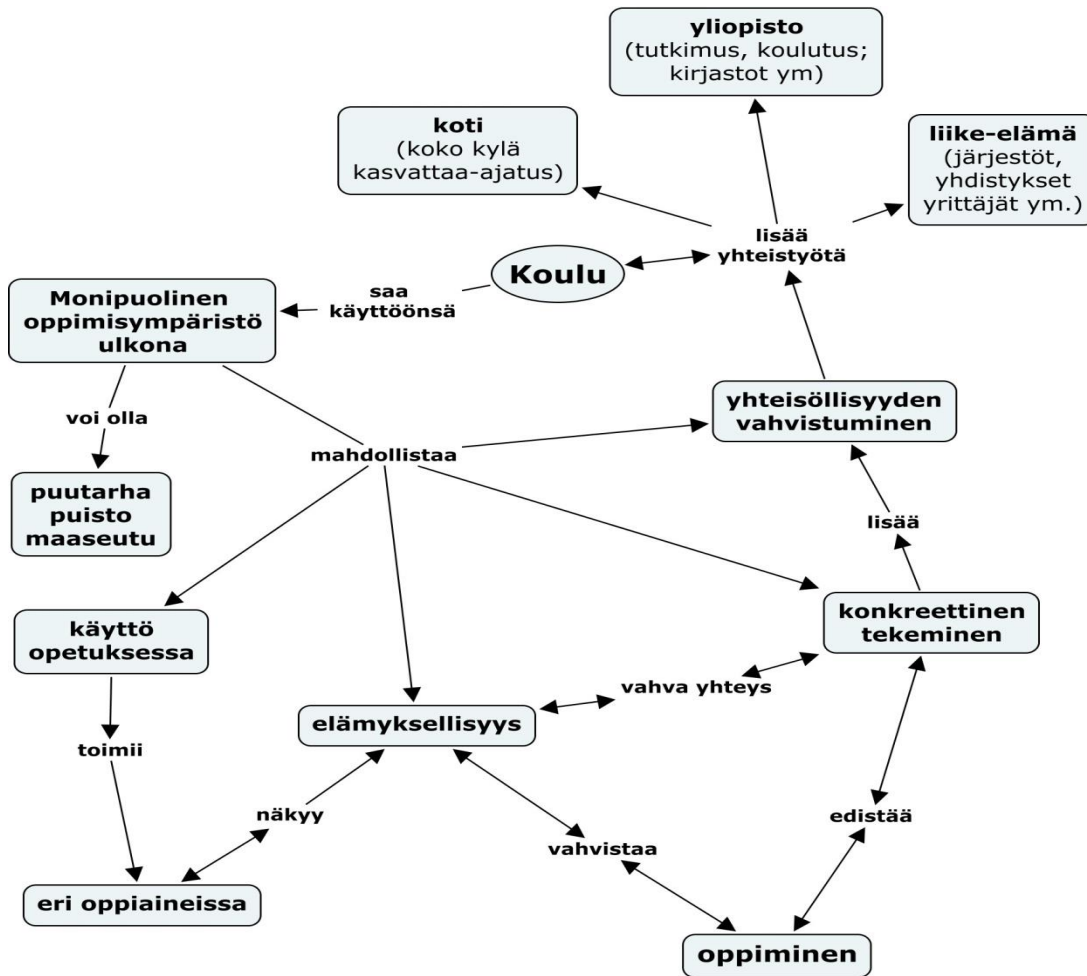 yliopisto
(tutkimus, koulutus;
kirjastot ym)
koti
(koko kylä
kasvattaa-ajatus)
liike-elämä
(järjestöt,
yhdistykset
yrittäjät ym.)
lisää
yhteistyötä
Koulu
saa
käyttöönsä
Monipuolinen
oppimisympäristö
ulkona
voi olla
puutarha
puisto
maaseutu
mahdollistaa
yhteisöllisyyden
vahvistuminen
lisää
konkreettinen
tekeminen
käyttö
opetuksessa
vahva yhteys
elämyksellisyys
toimii
näkyy
vahvistaa
edistää
eri oppiaineissa
oppiminen